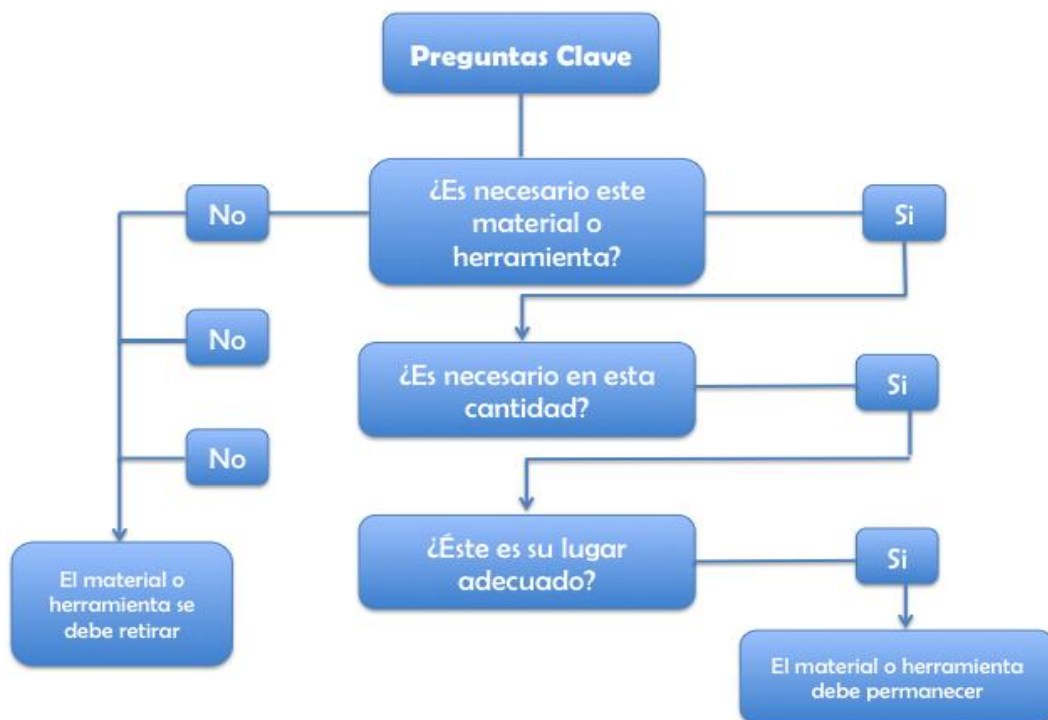 Preguntas Clave
No
¿Es necesario este
material o
herramienta?
Si
No
¿Es necesario en esta
cantidad?
Si
No
¿Éste es su lugar
adecuado?
Si
El material o
herramienta se
debe retirar
El material o herramienta
debe permanecer